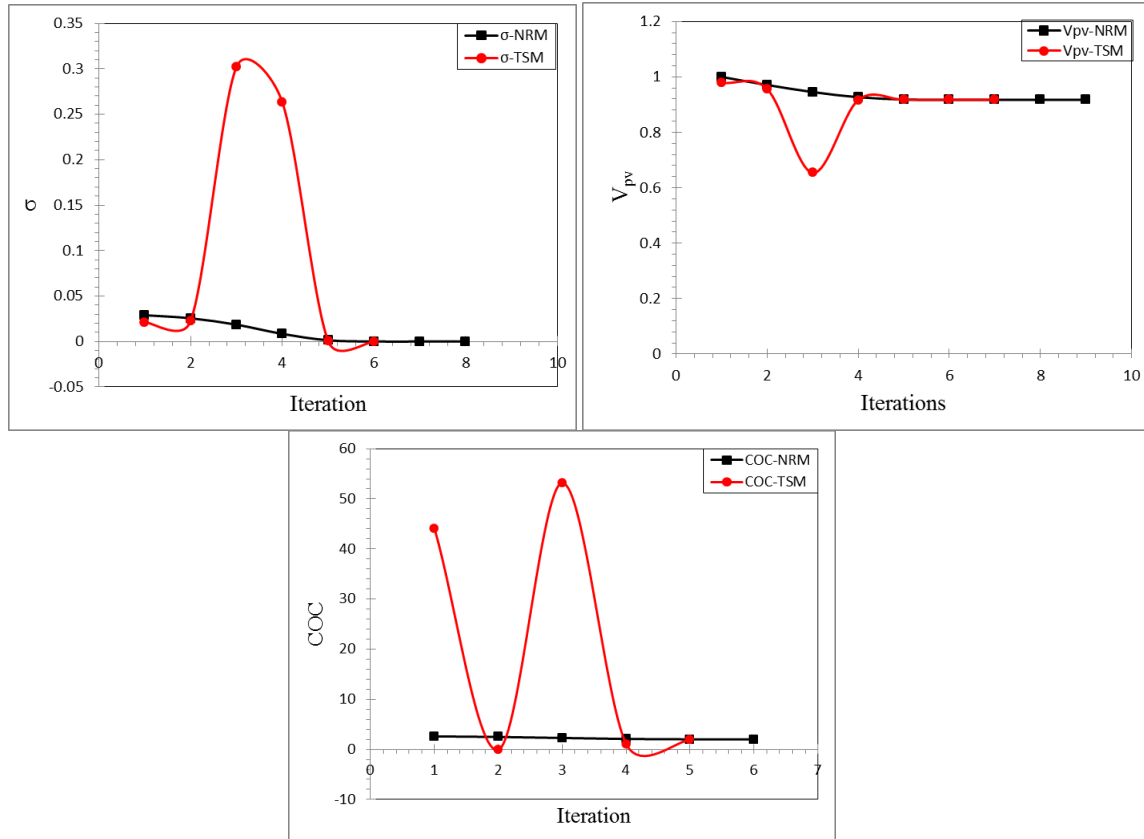 0.35
0.3
0.25
0.2
0.15
0.1
0.05
0
-0.05
σ
0 2 4 6 8 10
Iteration
σ-NRM
σ-TSM
1.2
1
0.8
0.6
0.4
0.2
0
Vpv
0 2 4 6 8 10
Iterations
Vpv-NRM
Vpv-TSM
60
50
40
30
20
10
0
-10
COC
0 1 2 3 4 5 6 7
Iteration
COC-NRM
COC-TSM